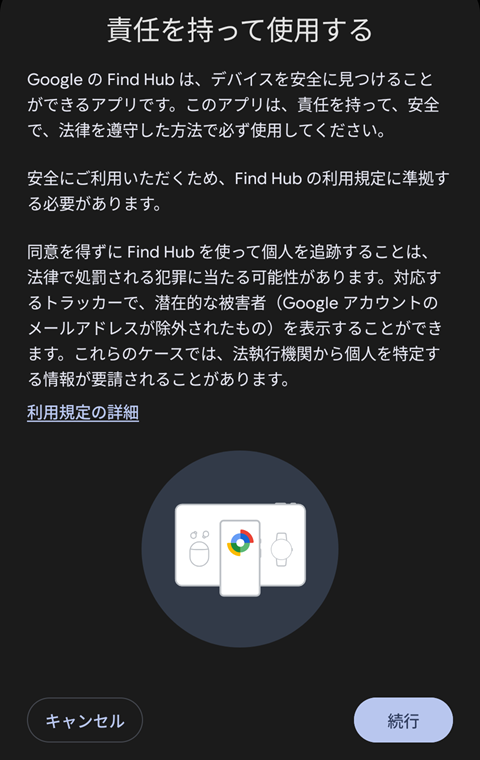 責任を持って使用する
Google の Find Hub は、デバイスを安全に見つけること
ができるアプリです。このアプリは、責任を持って、安全
で、法律を遵守した方法で必ず使用してください。
安全にご利用いただくため、Find Hub の利用規定に準拠す
る必要があります。
同意を得ずに Find Hub を使って個人を追跡することは、
法律で処罰される犯罪に当たる可能性があります。対応す
るトラッカーで、潜在的な被害者（Google アカウントの
メールアドレスが除外されたもの）を表示することができ
ます。これらのケースでは、法執行機関から個人を特定す
る情報が要請されることがあります。
利用規定の詳細
キャンセル
続行